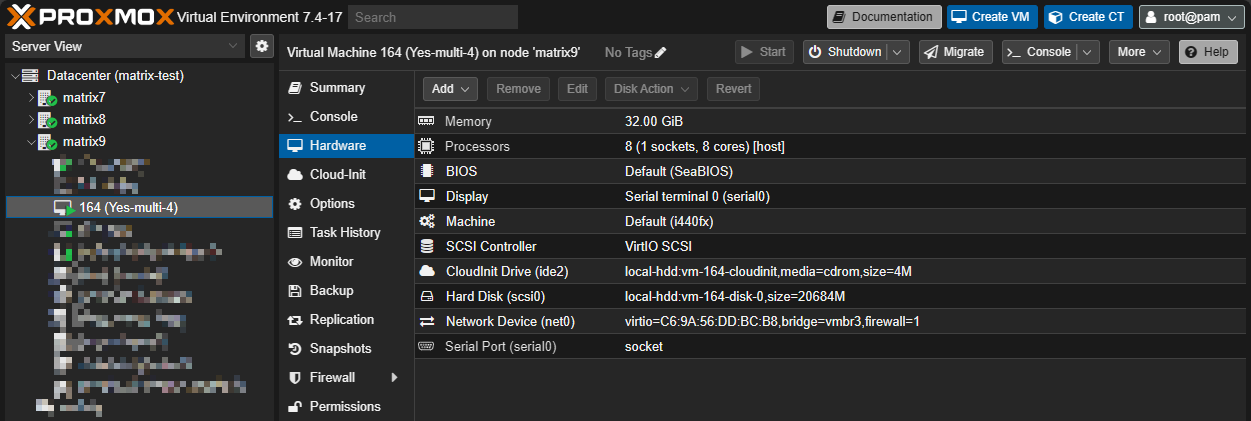 PROXMOX Virtual Environment 7.4-17 Search Documentation Create VM Create CT root@pam
Server View
Virtual Machine 164 (Yes-multi-4) on node 'matrix9' No Tags Start Shutdown Migrate Console More Help
Datacenter (matrix-test)
matrix7
matrix8
matrix9
164 (Yes-multi-4)
Summary
Console
Hardware
Cloud-Init
Options
Task History
Monitor
Backup
Replication
Snapshots
Firewall
Permissions
Add Remove Edit Disk Action Revert
Memory 32.00 GiB
Processors 8 (1 sockets, 8 cores) [host]
BIOS Default (SeaBIOS)
Display Serial terminal 0 (serial0)
Machine Default (i440fx)
SCSI Controller VirtIO SCSI
CloudInit Drive (ide2) local-hdd:vm-164-cloudinit,media=cdrom,size=4M
Hard Disk (scsi0) local-hdd:vm-164-disk-0,size=20684M
Network Device (net0) virtio=C6:9A:56:DD:BC:B8,bridge=vmbr3,firewall=1
Serial Port (serial0) socket